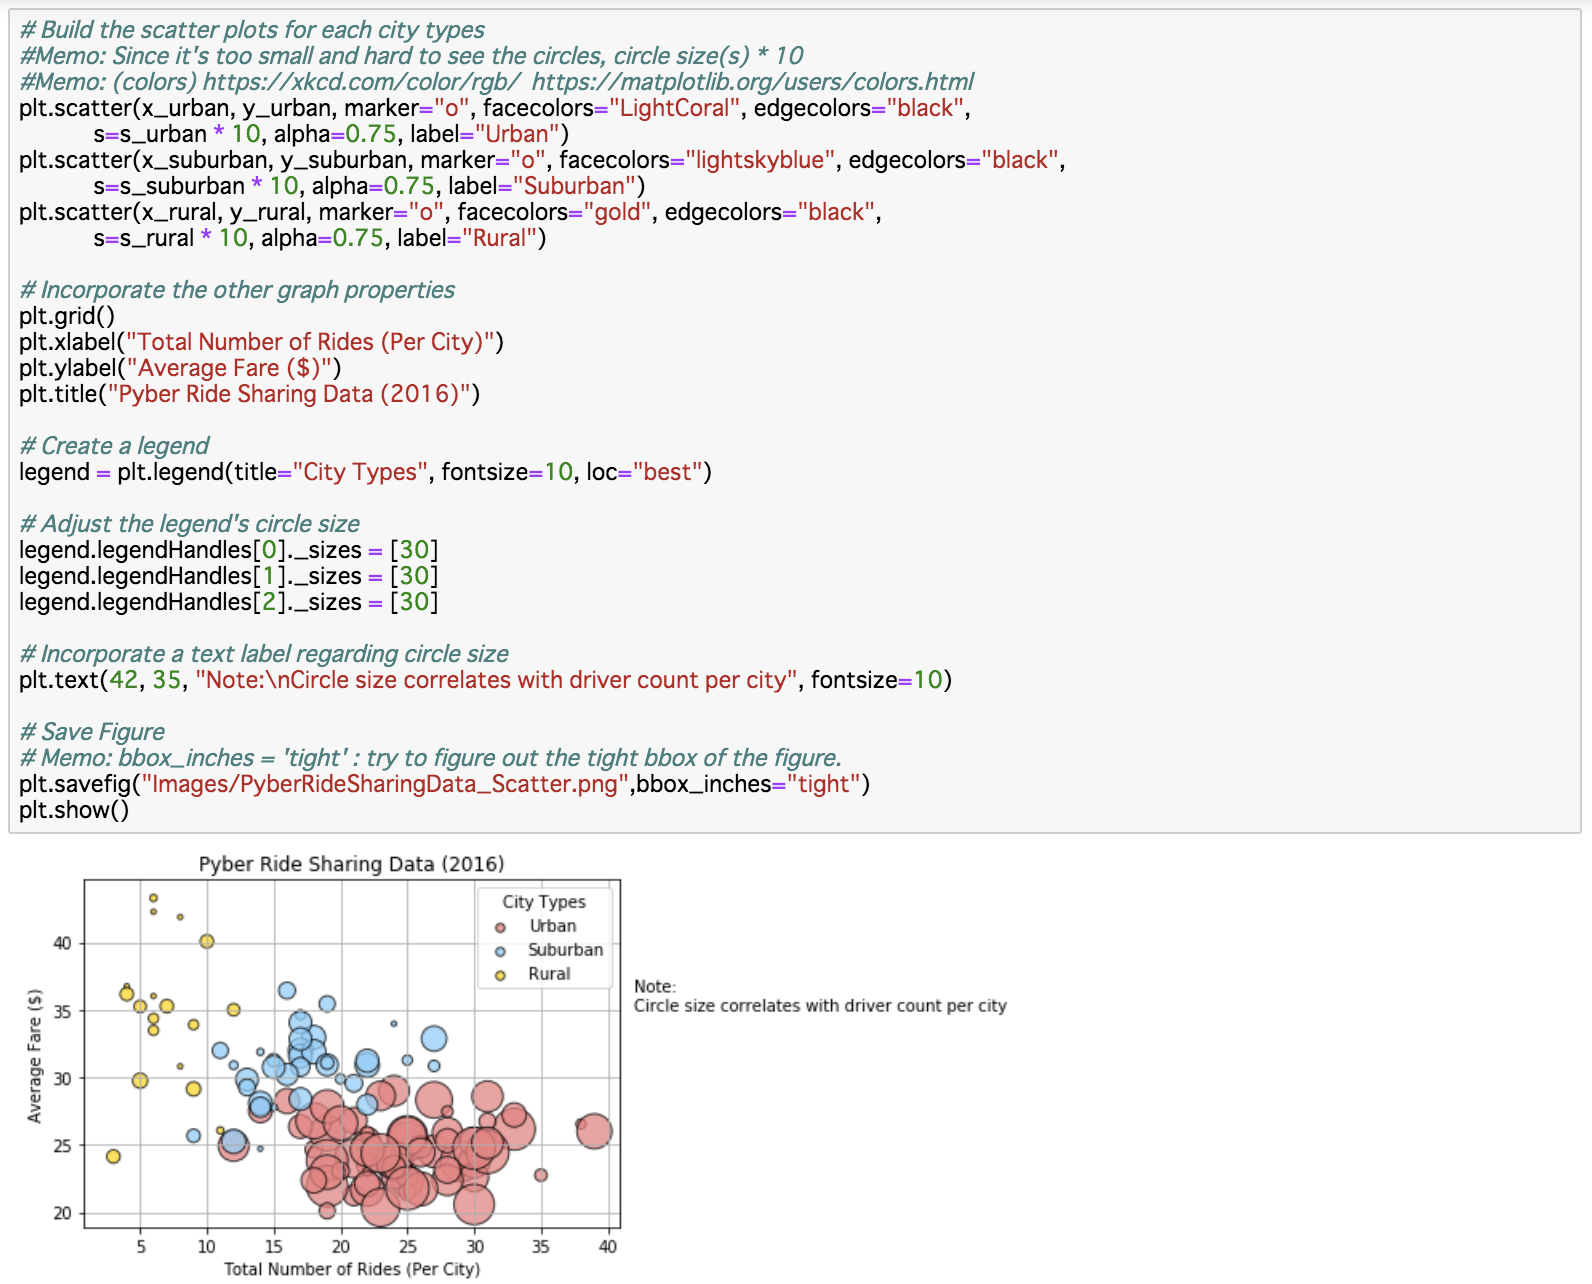 # Build the scatter plots for each city types
#Memo: Since it's too small and hard to see the circles, circle size(s) * 10
#Memo: (colors) https://xkcd.com/color/rgb/  https://matplotlib.org/users/colors.html
plt.scatter(x_urban, y_urban, marker="o", facecolors="LightCoral", edgecolors="black",
s=s_urban * 10, alpha=0.75, label="Urban")
plt.scatter(x_suburban, y_suburban, marker="o", facecolors="lightskyblue", edgecolors="black",
s=s_suburban * 10, alpha=0.75, label="Suburban")
plt.scatter(x_rural, y_rural, marker="o", facecolors="gold", edgecolors="black",
s=s_rural * 10, alpha=0.75, label="Rural")
# Incorporate the other graph properties
plt.grid()
plt.xlabel("Total Number of Rides (Per City)")
plt.ylabel("Average Fare ($)")
plt.title("Pyber Ride Sharing Data (2016)")
# Create a legend
legend = plt.legend(title="City Types", fontsize=10, loc="best")
# Adjust the legend's circle size
legend.legendHandles[0]._sizes = [30]
legend.legendHandles[1]._sizes = [30]
legend.legendHandles[2]._sizes = [30]
# Incorporate a text label regarding circle size
plt.text(42, 35, "Note:\nCircle size correlates with driver count per city", fontsize=10)
# Save Figure
# Memo: bbox_inches = 'tight' : try to figure out the tight bbox of the figure.
plt.savefig("Images/PyberRideSharingData_Scatter.png",bbox_inches="tight")
plt.show()
Pyber Ride Sharing Data (2016)
City Types
Urban
Suburban
Rural
Note:
Circle size correlates with driver count per city
Average Fare ($)
40
35
30
25
20
5 10 15 20 25 30 35 40
Total Number of Rides (Per City)